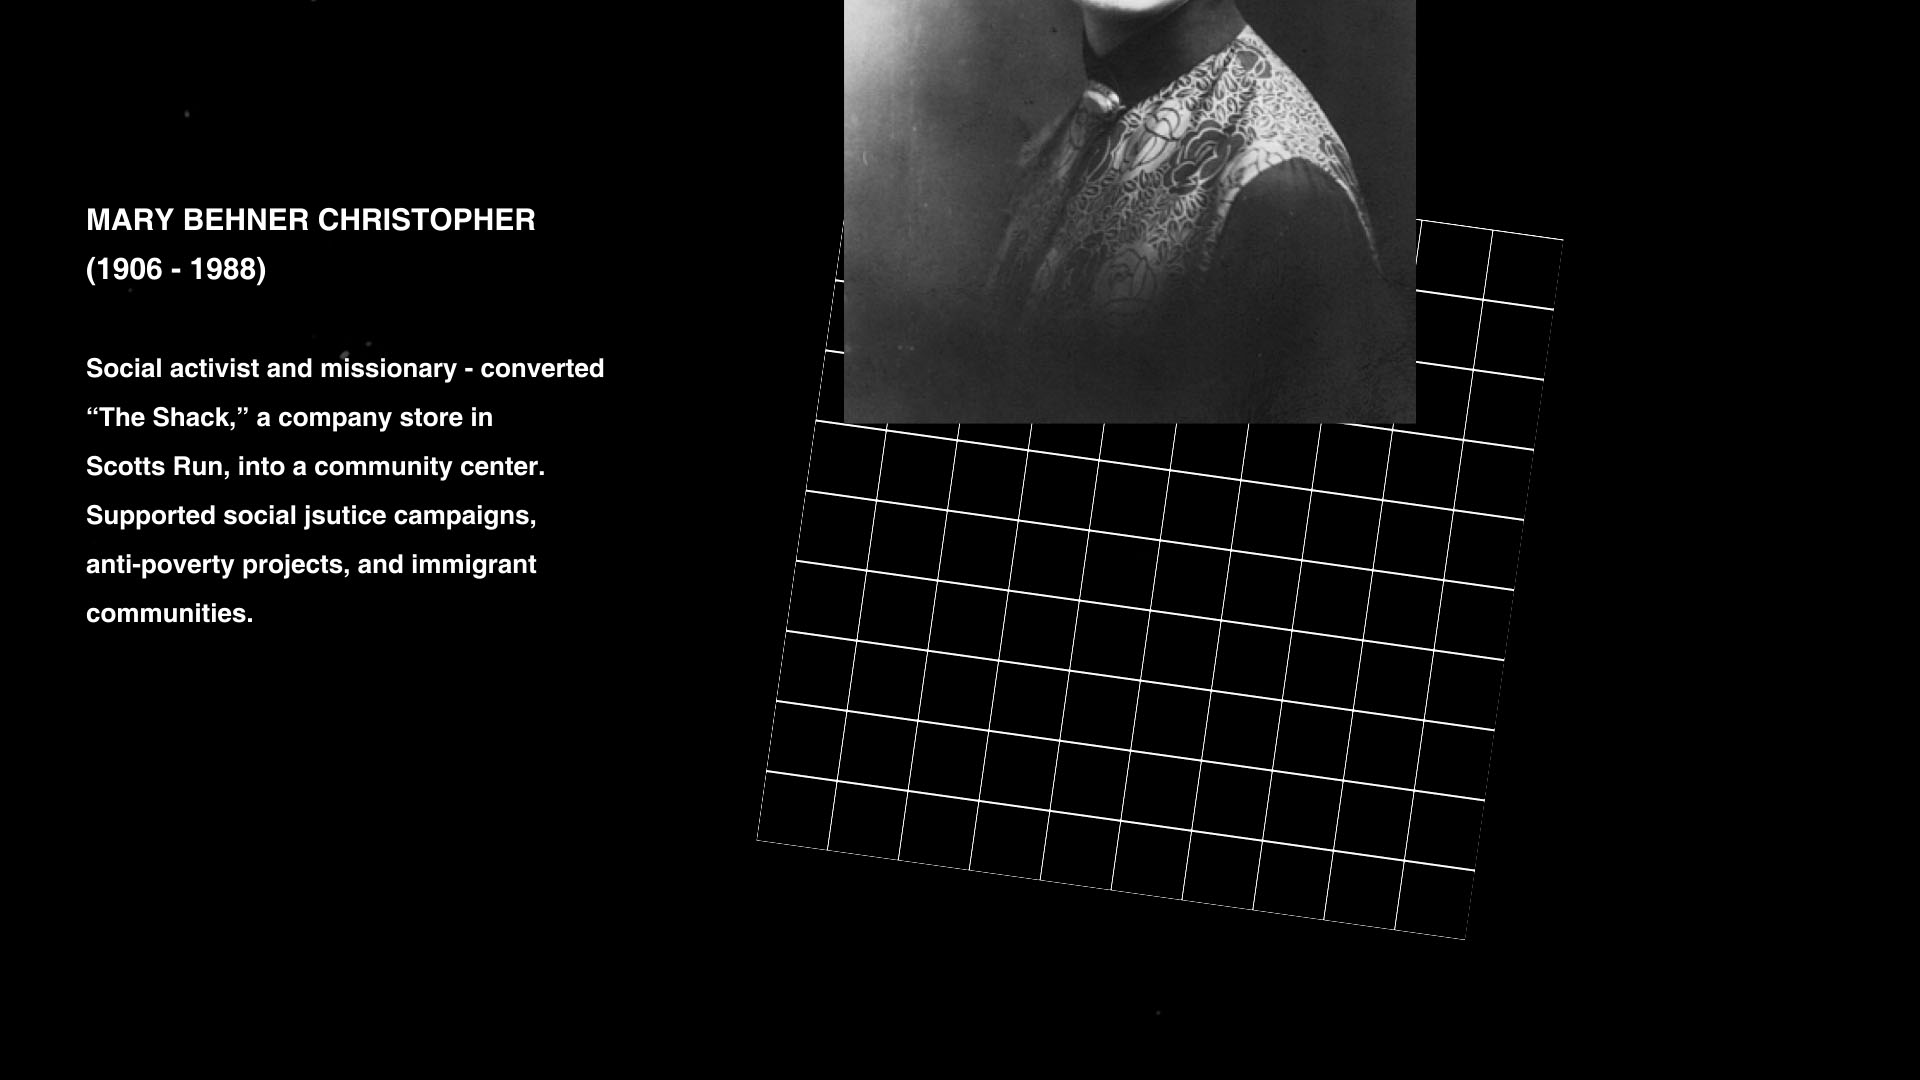 MARY BEHNER CHRISTOPHER
(1906 - 1988)
Social activist and missionary - converted
“The Shack,” a company store in
Scotts Run, into a community center.
Supported social jsutice campaigns,
anti-poverty projects, and immigrant
communities.